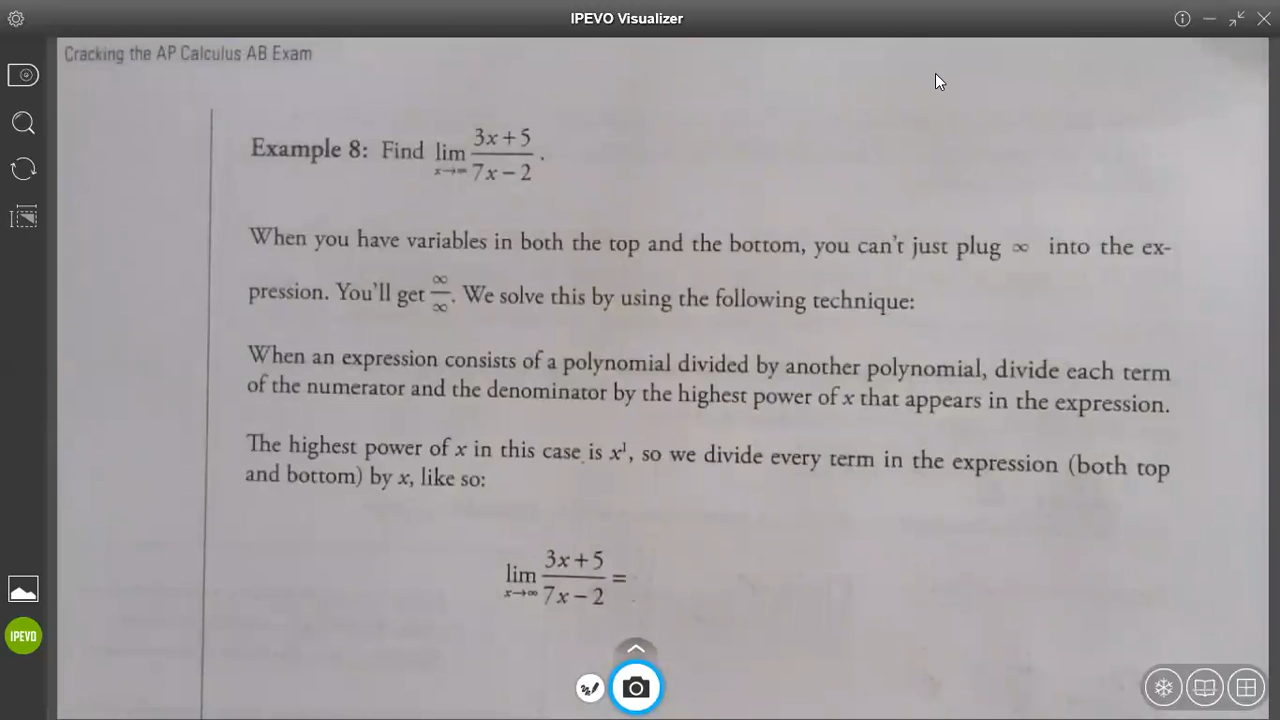 IPEVO Visualizer
Cracking the AP Calculus AB Exam
Example 8: Find lim x→∞ (3x + 5)/(7x − 2) .
When you have variables in both the top and the bottom, you can't just plug ∞ into the ex-
pression. You'll get ∞/∞. We solve this by using the following technique:
When an expression consists of a polynomial divided by another polynomial, divide each term
of the numerator and the denominator by the highest power of x that appears in the expression.
The highest power of x in this case is x¹, so we divide every term in the expression (both top
and bottom) by x, like so:
lim x→∞ (3x + 5)/(7x − 2) =
IPEVO